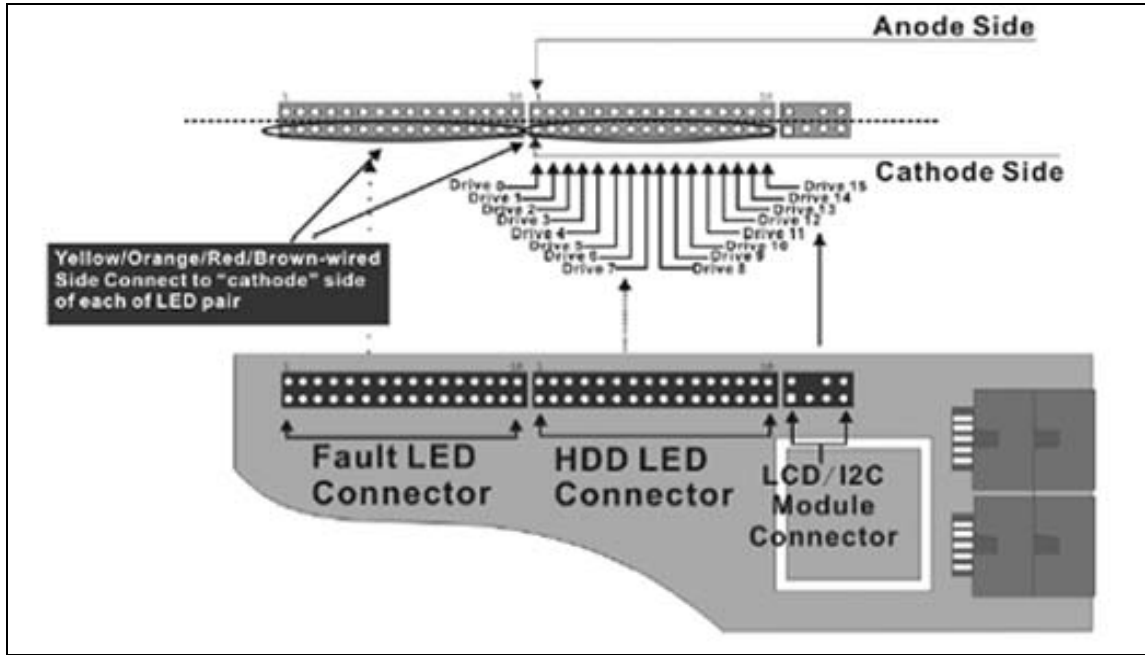 Anode Side
Cathode Side
Drive 0
Drive 1
Drive 2
Drive 3
Drive 4
Drive 5
Drive 6
Drive 7
Drive 15
Drive 14
Drive 13
Drive 12
Drive 11
Drive 10
Drive 9
Drive 8
Yellow/Orange/Red/Brown-wired
Side Connect to "cathode" side
of each of LED pair
Fault LED
Connector
HDD LED
Connector
LCD/I2C
Module
Connector